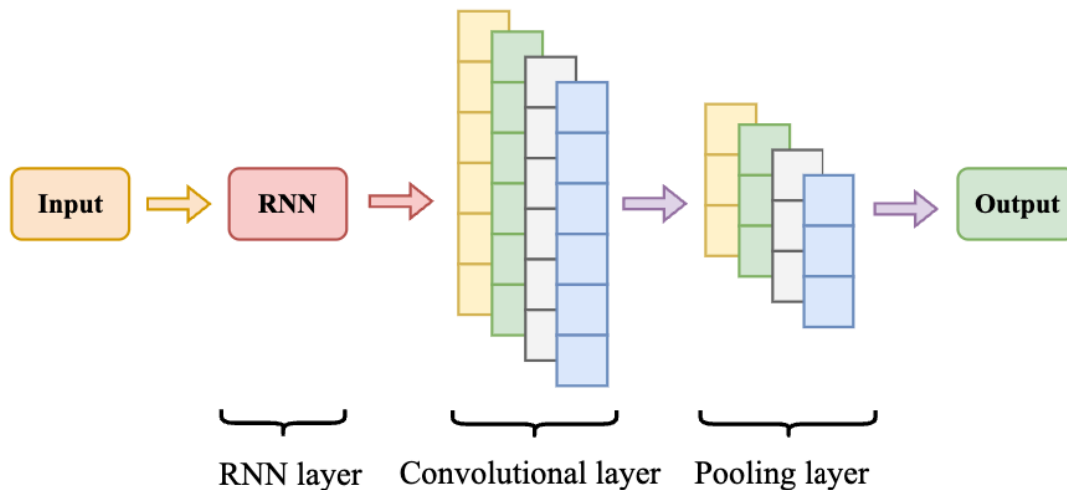 Input
RNN
Output
RNN layer
Convolutional layer
Pooling layer